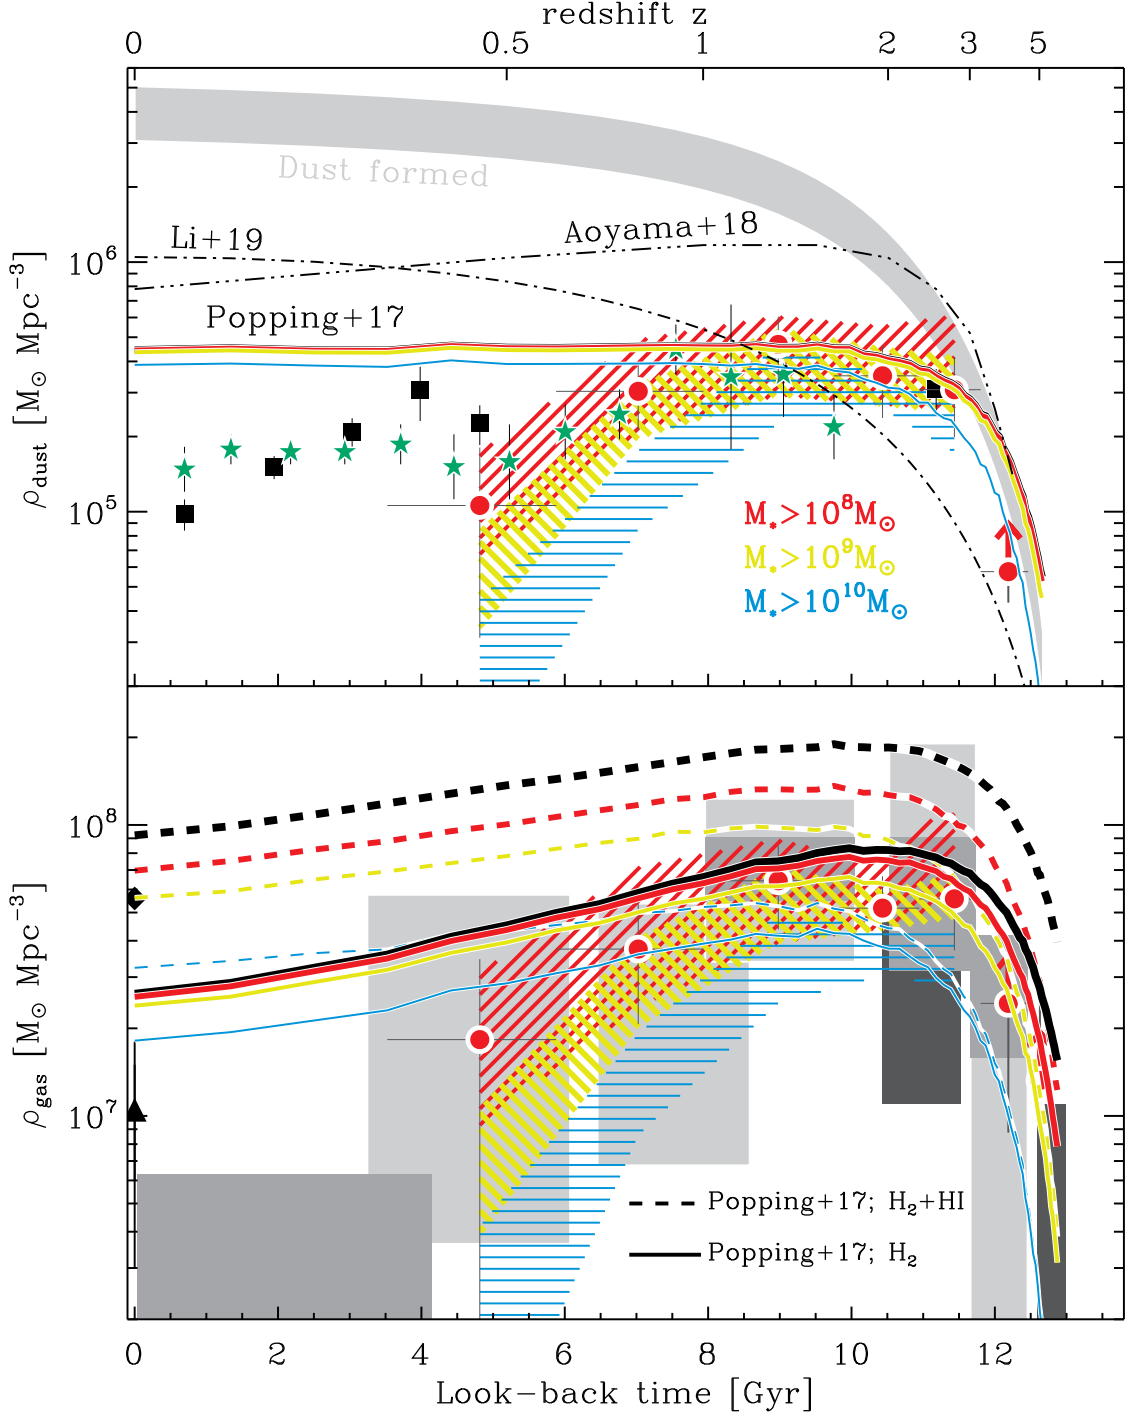 redshift z
0 0.5 1 2 3 5
Dust formed
Li+19
Aoyama+18
10⁶
Popping+17
ρdust [M⊙ Mpc⁻³]
10⁵
M*>10⁸M⊙
M*>10⁹M⊙
M*>10¹⁰M⊙
10⁸
ρgas [M⊙ Mpc⁻³]
10⁷
Popping+17; H₂+HI
Popping+17; H₂
0 2 4 6 8 10 12
Look-back time [Gyr]